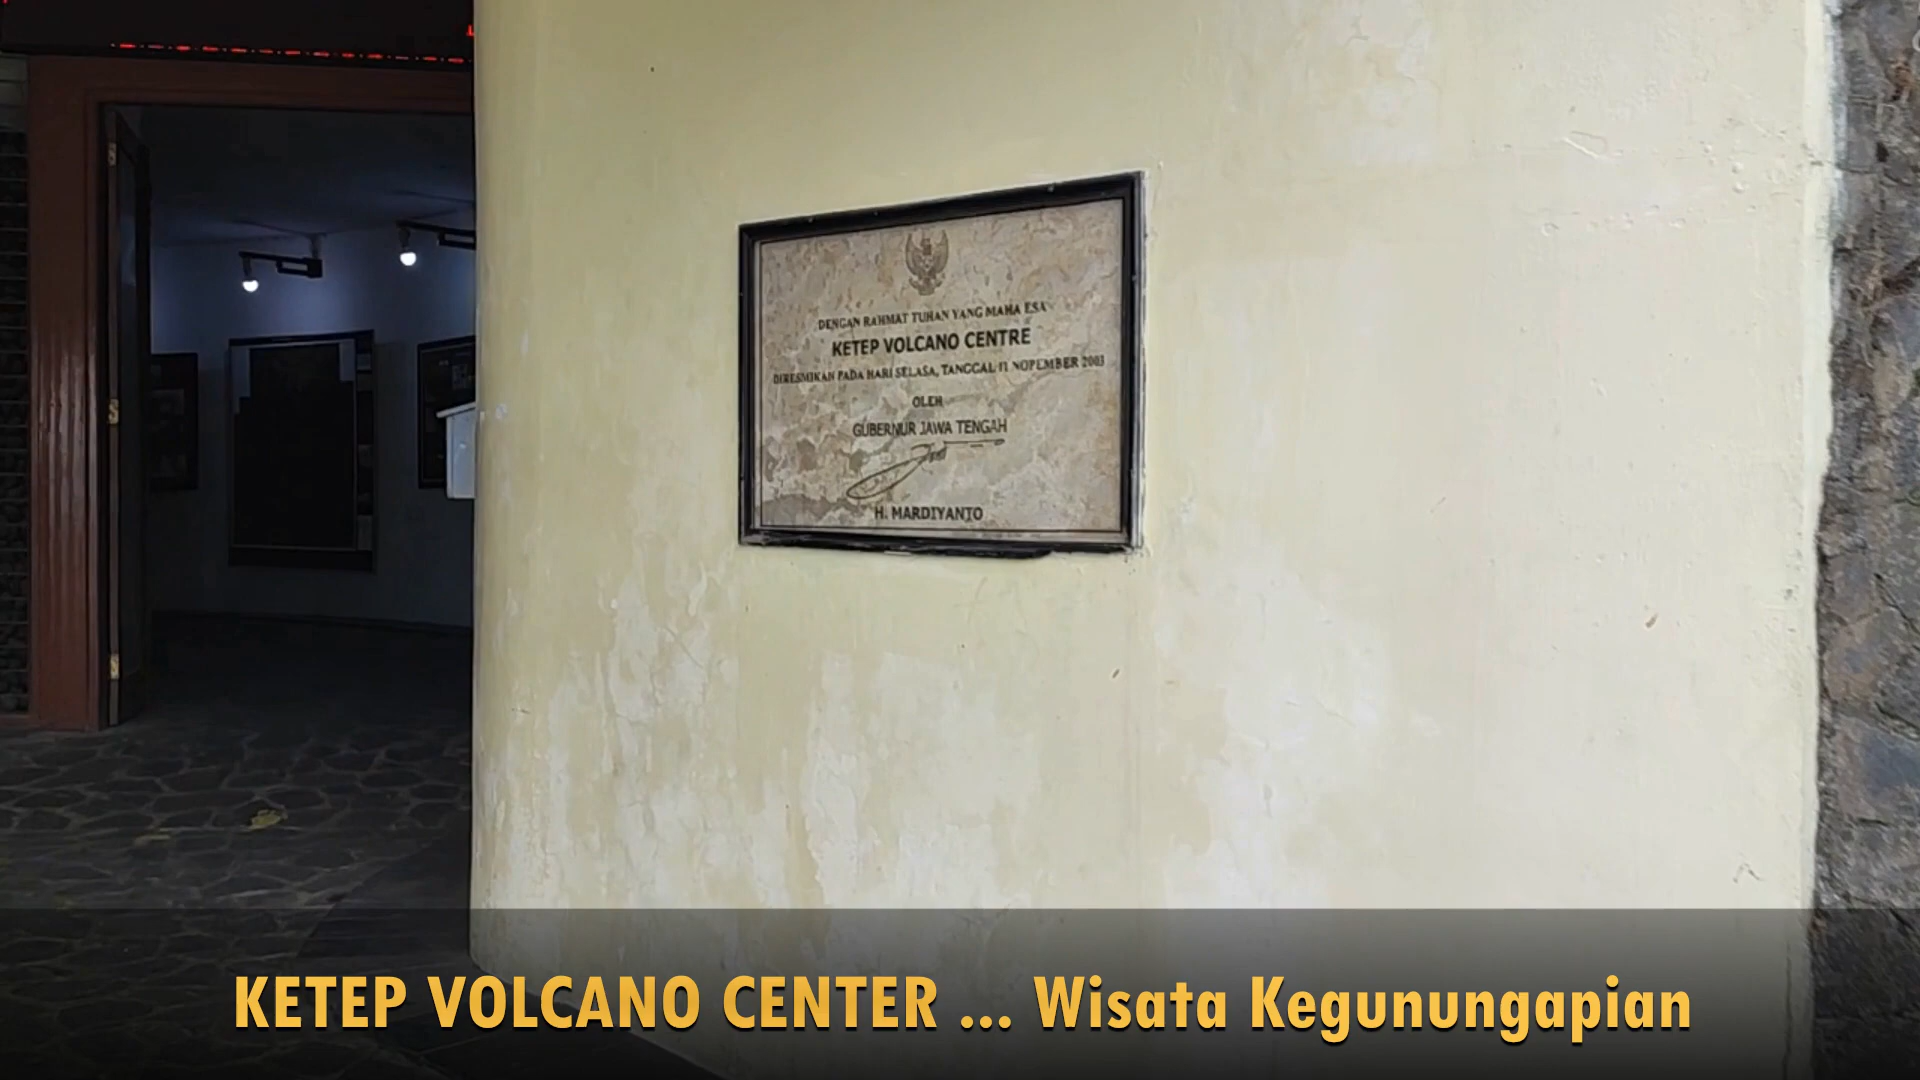 DENGAN RAHMAT TUHAN YANG MAHA ESA
KETEP VOLCANO CENTRE
DIRESMIKAN PADA HARI SELASA, TANGGAL 11 NOPEMBER 2003
OLEH
GUBERNUR JAWA TENGAH
H. MARDIYANTO
KETEP VOLCANO CENTER ... Wisata Kegunungapian